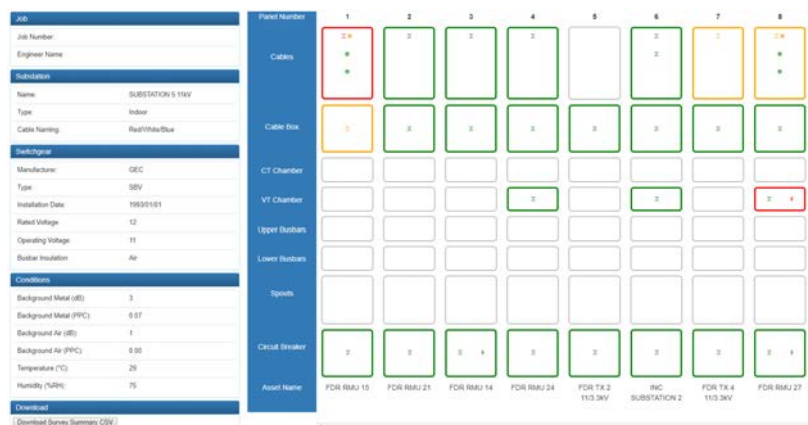 Job
Job Number:
Engineer Name
Substation
Name: SUBSTATION 5 11kV
Type: Indoor
Cable Naming: Red/White/Blue
Switchgear
Manufacturer: GEC
Type: SBV
Installation Date: 1993/01/01
Rated Voltage: 12
Operating Voltage: 11
Busbar Insulation: Air
Conditions
Background Metal (dB): 3
Background Metal (PPC): 0.07
Background Air (dB): 1
Background Air (PPC): 0.00
Temperature (°C): 29
Humidity (%RH): 75
Download
Download Survey Summary CSV
Panel Number 1 2 3 4 5 6 7 8
Cables
Cable Box
CT Chamber
VT Chamber
Upper Busbars
Lower Busbars
Spouts
Circuit Breaker
Asset Name FDR RMU 15 FDR RMU 21 FDR RMU 14 FDR RMU 24 FDR TX 2 11/3.3kV INC SUBSTATION 2 FDR TX 4 11/3.3kV FDR RMU 27